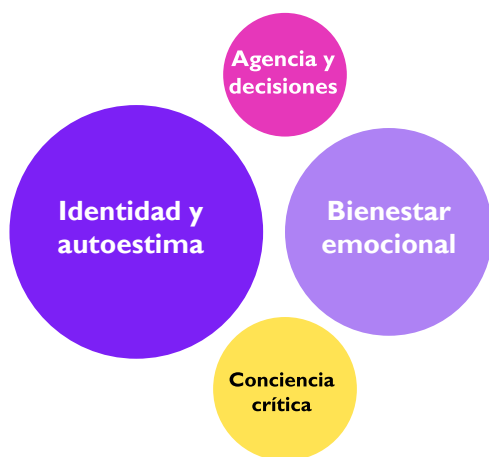 Agencia y
decisiones
Identidad y
autoestima
Bienestar
emocional
Conciencia
crítica